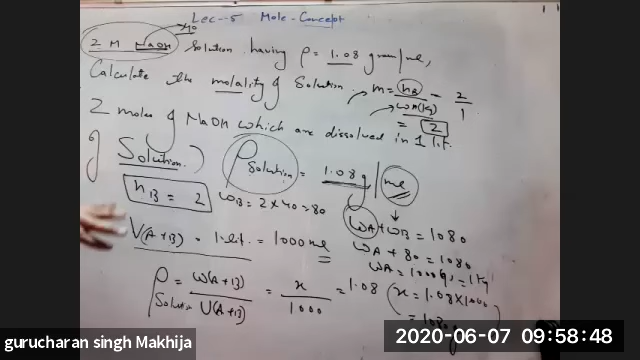 Lec-5 Mole-Concept
40
2 M NaOH Solution having ρ = 1.08 gram/ml,
Calculate the molality of Solution
m = nB / wA(kg) = 2/1
= 2
2 moles of NaOH which are dissolved in 1 lit.
of Solution.
ρ Solution = 1.08 g/ml
nB = 2
wB = 2×40 = 80
wA+wB = 1080
V(A+B) = 1 lit. = 1000 ml
wA + 80 = 1080
wA = 1000 g = 1 kg
ρ Solution = w(A+B) / V(A+B) = x / 1000 = 1.08
(x = 1.08×1000
= 1080 g)
gurucharan singh Makhija
2020-06-07 09:58:48